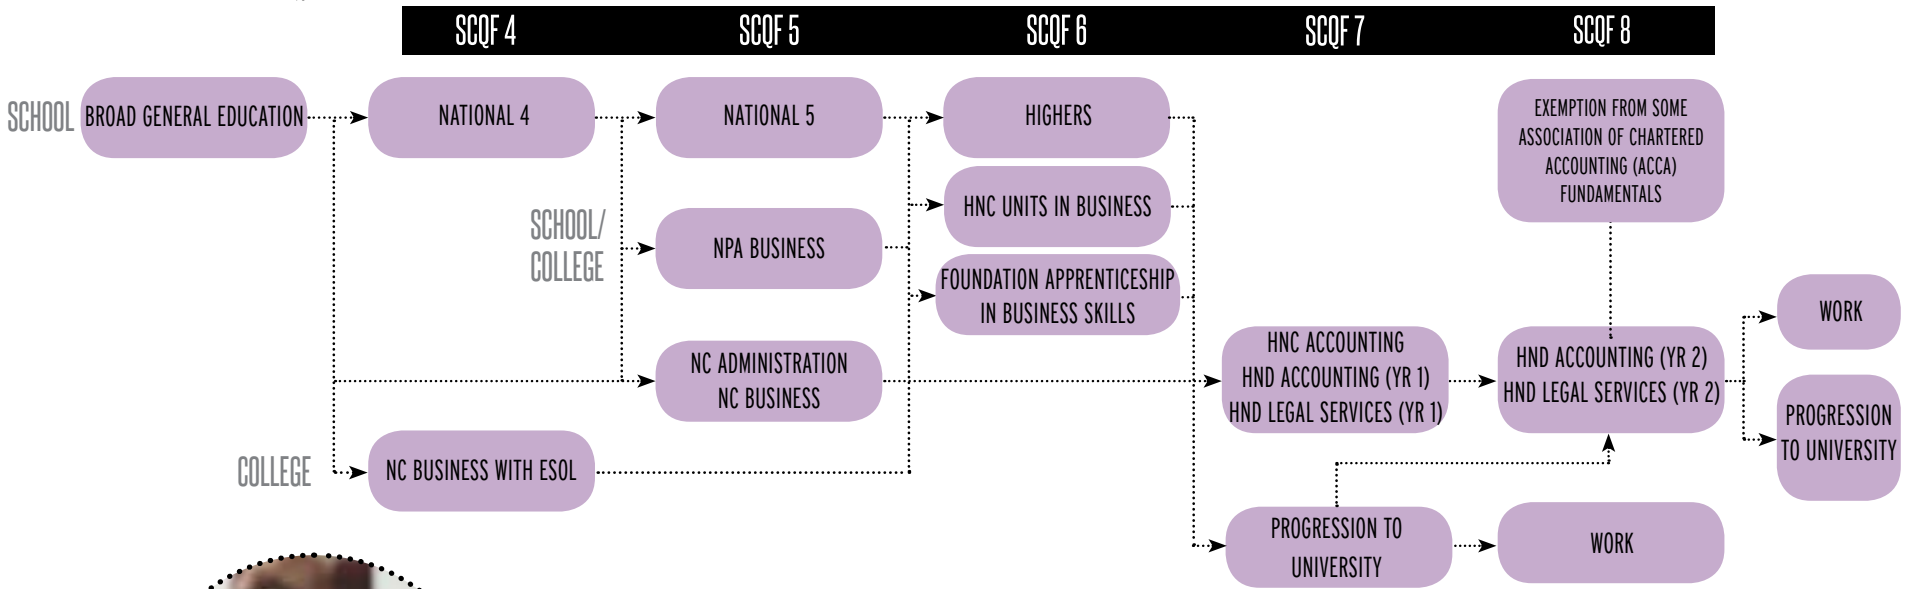 SCQF 4
SCQF 5
SCQF 6
SCQF 7
SCQF 8
SCHOOL
BROAD GENERAL EDUCATION
NATIONAL 4
NATIONAL 5
HIGHERS
EXEMPTION FROM SOME
ASSOCIATION OF CHARTERED
ACCOUNTING (ACCA)
FUNDAMENTALS
HNC UNITS IN BUSINESS
SCHOOL/
COLLEGE
NPA BUSINESS
FOUNDATION APPRENTICESHIP
IN BUSINESS SKILLS
WORK
NC ADMINISTRATION
NC BUSINESS
HNC ACCOUNTING
HND ACCOUNTING (YR 1)
HND LEGAL SERVICES (YR 1)
HND ACCOUNTING (YR 2)
HND LEGAL SERVICES (YR 2)
PROGRESSION
TO UNIVERSITY
COLLEGE
NC BUSINESS WITH ESOL
PROGRESSION TO
UNIVERSITY
WORK